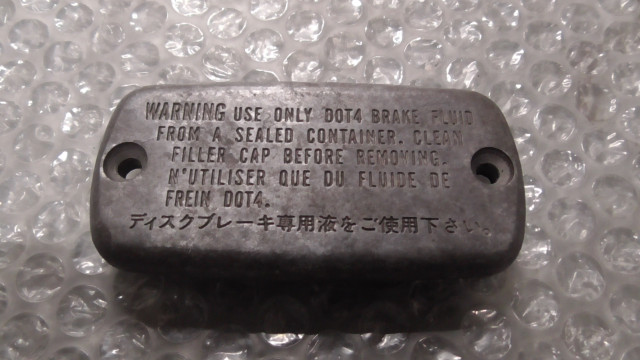 WARNING USE ONLY DOT4 BRAKE FLUID
FROM A SEALED CONTAINER. CLEAN
FILLER CAP BEFORE REMOVING.
N'UTILISER QUE DU FLUIDE DE
FREIN DOT4.
ディスクブレーキ専用液をご使用下さい。